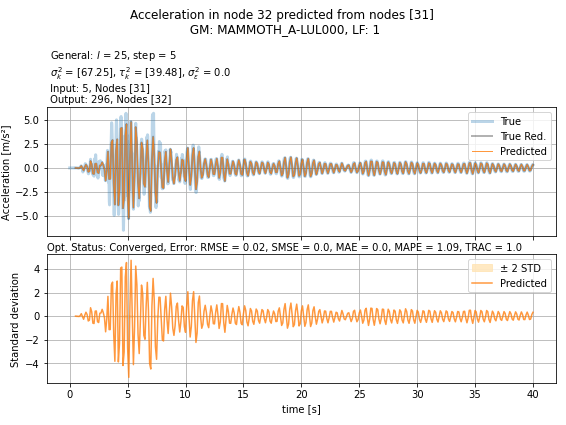 Acceleration in node 32 predicted from nodes [31]
GM: MAMMOTH_A-LUL000, LF: 1
General: l = 25, step = 5
σ²ₖ = [67.25], τ²ₖ = [39.48], σ²ε = 0.0
Input: 5, Nodes [31]
Output: 296, Nodes [32]
Acceleration [m/s²]
5.0
2.5
0.0
−2.5
−5.0
True
True Red.
Predicted
Opt. Status: Converged, Error: RMSE = 0.02, SMSE = 0.0, MAE = 0.0, MAPE = 1.09, TRAC = 1.0
Standard deviation
4
2
0
−2
−4
± 2 STD
Predicted
0 5 10 15 20 25 30 35 40
time [s]